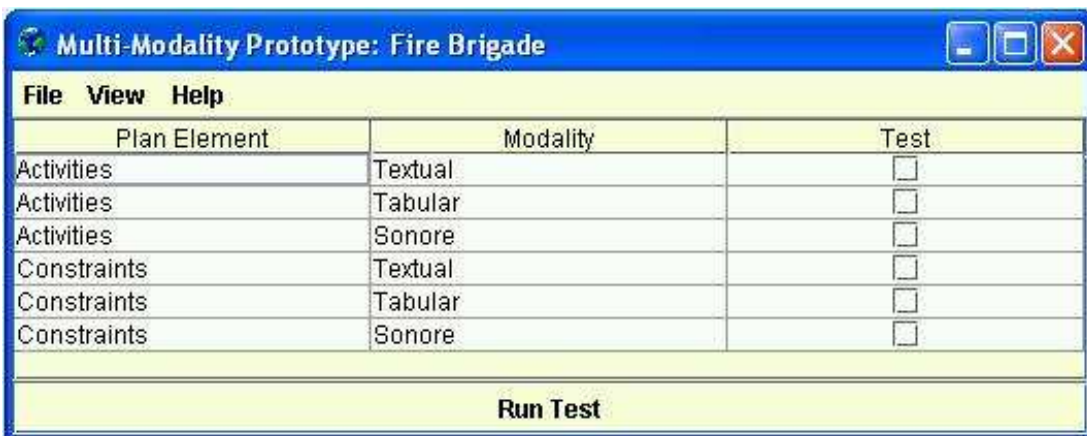 Multi-Modality Prototype: Fire Brigade
File View Help
Plan Element Modality Test
Activities Textual
Activities Tabular
Activities Sonore
Constraints Textual
Constraints Tabular
Constraints Sonore
Run Test